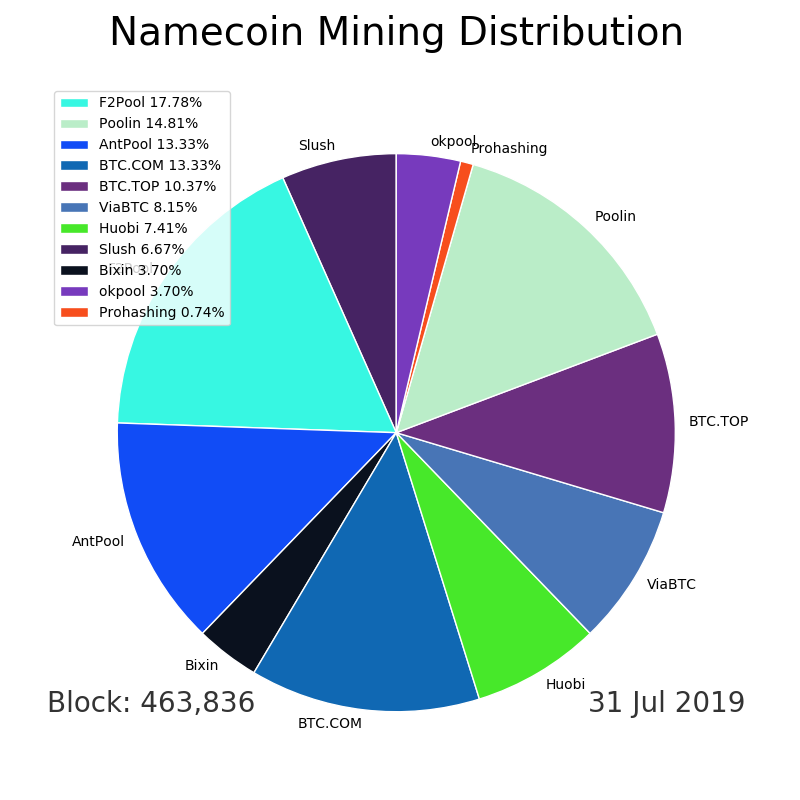 Namecoin Mining Distribution
F2Pool 17.78%
Poolin 14.81%
AntPool 13.33%
BTC.COM 13.33%
BTC.TOP 10.37%
ViaBTC 8.15%
Huobi 7.41%
Slush 6.67%
Bixin 3.70%
okpool 3.70%
Prohashing 0.74%
Slush
okpool
Prohashing
Poolin
F2Pool
BTC.TOP
AntPool
ViaBTC
Bixin
Huobi
BTC.COM
Block: 463,836
31 Jul 2019